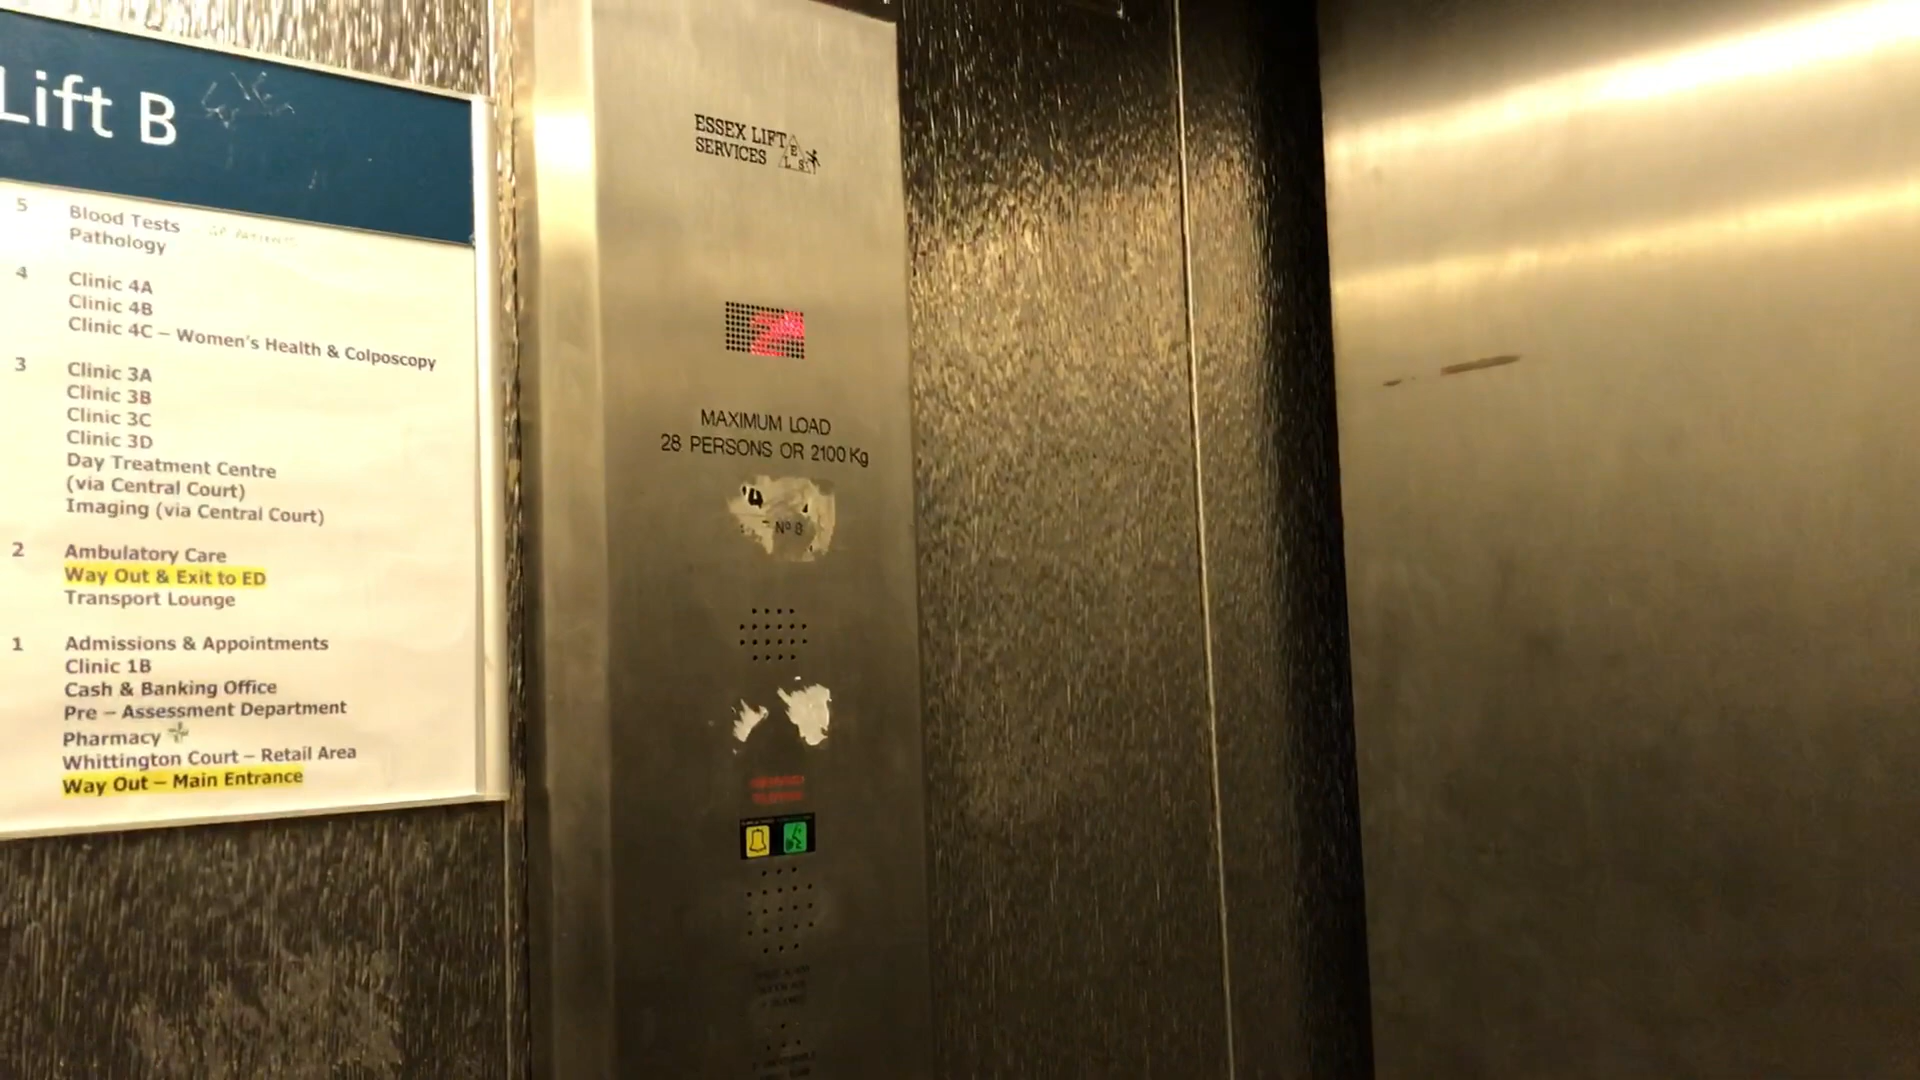 Lift B
5 Blood Tests
Pathology
4 Clinic 4A
Clinic 4B
Clinic 4C – Women's Health & Colposcopy
3 Clinic 3A
Clinic 3B
Clinic 3C
Clinic 3D
Day Treatment Centre
(via Central Court)
Imaging (via Central Court)
2 Ambulatory Care
Way Out & Exit to ED
Transport Lounge
1 Admissions & Appointments
Clinic 1B
Cash & Banking Office
Pre – Assessment Department
Pharmacy
Whittington Court – Retail Area
Way Out – Main Entrance
ESSEX LIFT
SERVICES
E
L S
MAXIMUM LOAD
28 PERSONS OR 2100 Kg
Nº 8